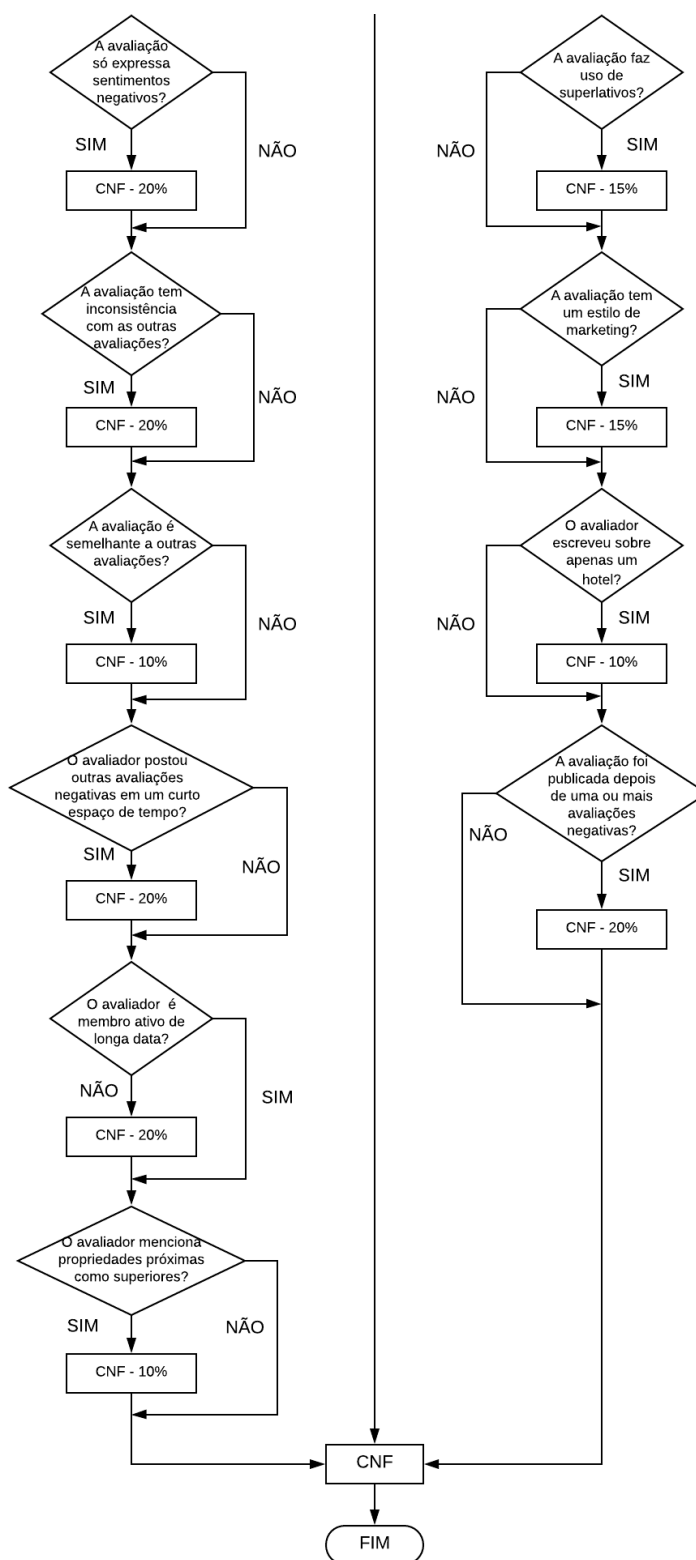 A avaliação
só expressa
sentimentos
negativos?
SIM
NÃO
CNF - 20%
A avaliação tem
inconsistência
com as outras
avaliações?
SIM
NÃO
CNF - 20%
A avaliação é
semelhante a outras
avaliações?
SIM
NÃO
CNF - 10%
O avaliador postou
outras avaliações
negativas em um curto
espaço de tempo?
SIM
NÃO
CNF - 20%
O avaliador é
membro ativo de
longa data?
NÃO
SIM
CNF - 20%
O avaliador menciona
propriedades próximas
como superiores?
SIM
NÃO
CNF - 10%
A avaliação faz
uso de
superlativos?
NÃO
SIM
CNF - 15%
A avaliação tem
um estilo de
marketing?
NÃO
SIM
CNF - 15%
O avaliador
escreveu sobre
apenas um
hotel?
NÃO
SIM
CNF - 10%
A avaliação foi
publicada depois
de uma ou mais
avaliações
negativas?
NÃO
SIM
CNF - 20%
CNF
FIM